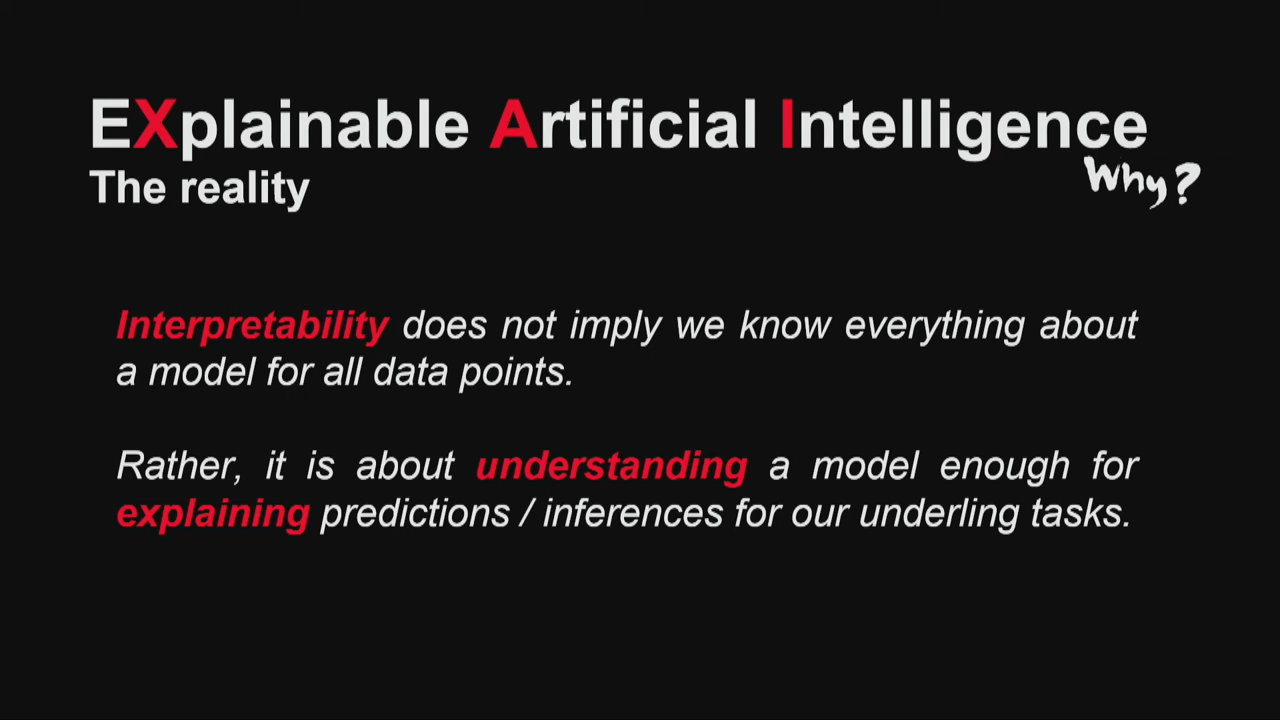 EXplainable Artificial Intelligence
The reality
Why?
Interpretability does not imply we know everything about
a model for all data points.
Rather, it is about understanding a model enough for
explaining predictions / inferences for our underling tasks.